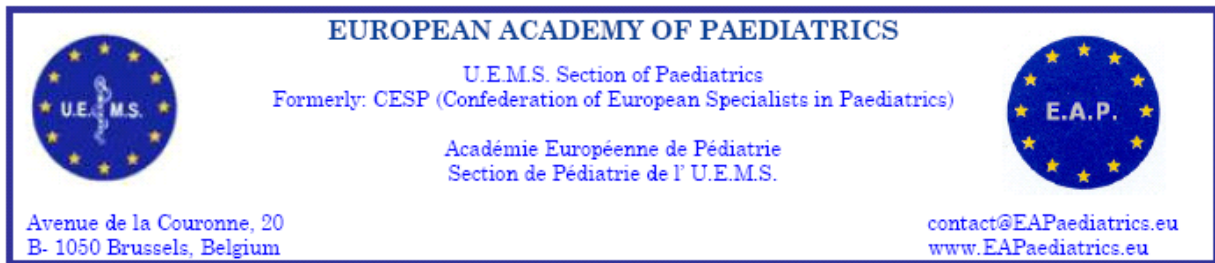 EUROPEAN ACADEMY OF PAEDIATRICS
U.E.M.S.
U.E.M.S. Section of Paediatrics
Formerly: CESP (Confederation of European Specialists in Paediatrics)
E.A.P.
Académie Européenne de Pédiatrie
Section de Pédiatrie de l' U.E.M.S.
Avenue de la Couronne, 20
B- 1050 Brussels, Belgium
contact@EAPaediatrics.eu
www.EAPaediatrics.eu